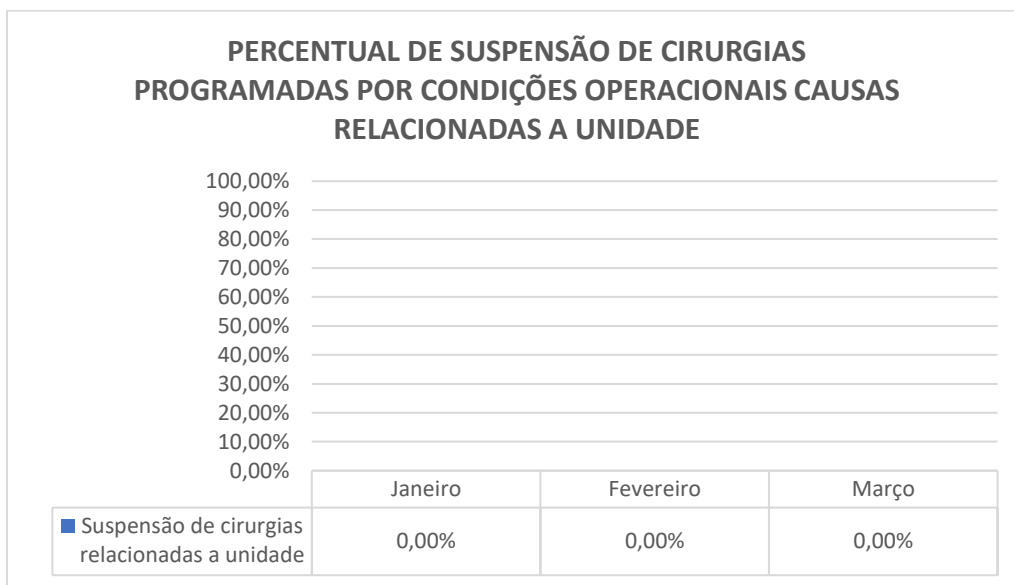 PERCENTUAL DE SUSPENSÃO DE CIRURGIAS
PROGRAMADAS POR CONDIÇÕES OPERACIONAIS CAUSAS
RELACIONADAS A UNIDADE
100,00%
90,00%
80,00%
70,00%
60,00%
50,00%
40,00%
30,00%
20,00%
10,00%
0,00%
Janeiro Fevereiro Março
Suspensão de cirurgias
relacionadas a unidade
0,00% 0,00% 0,00%